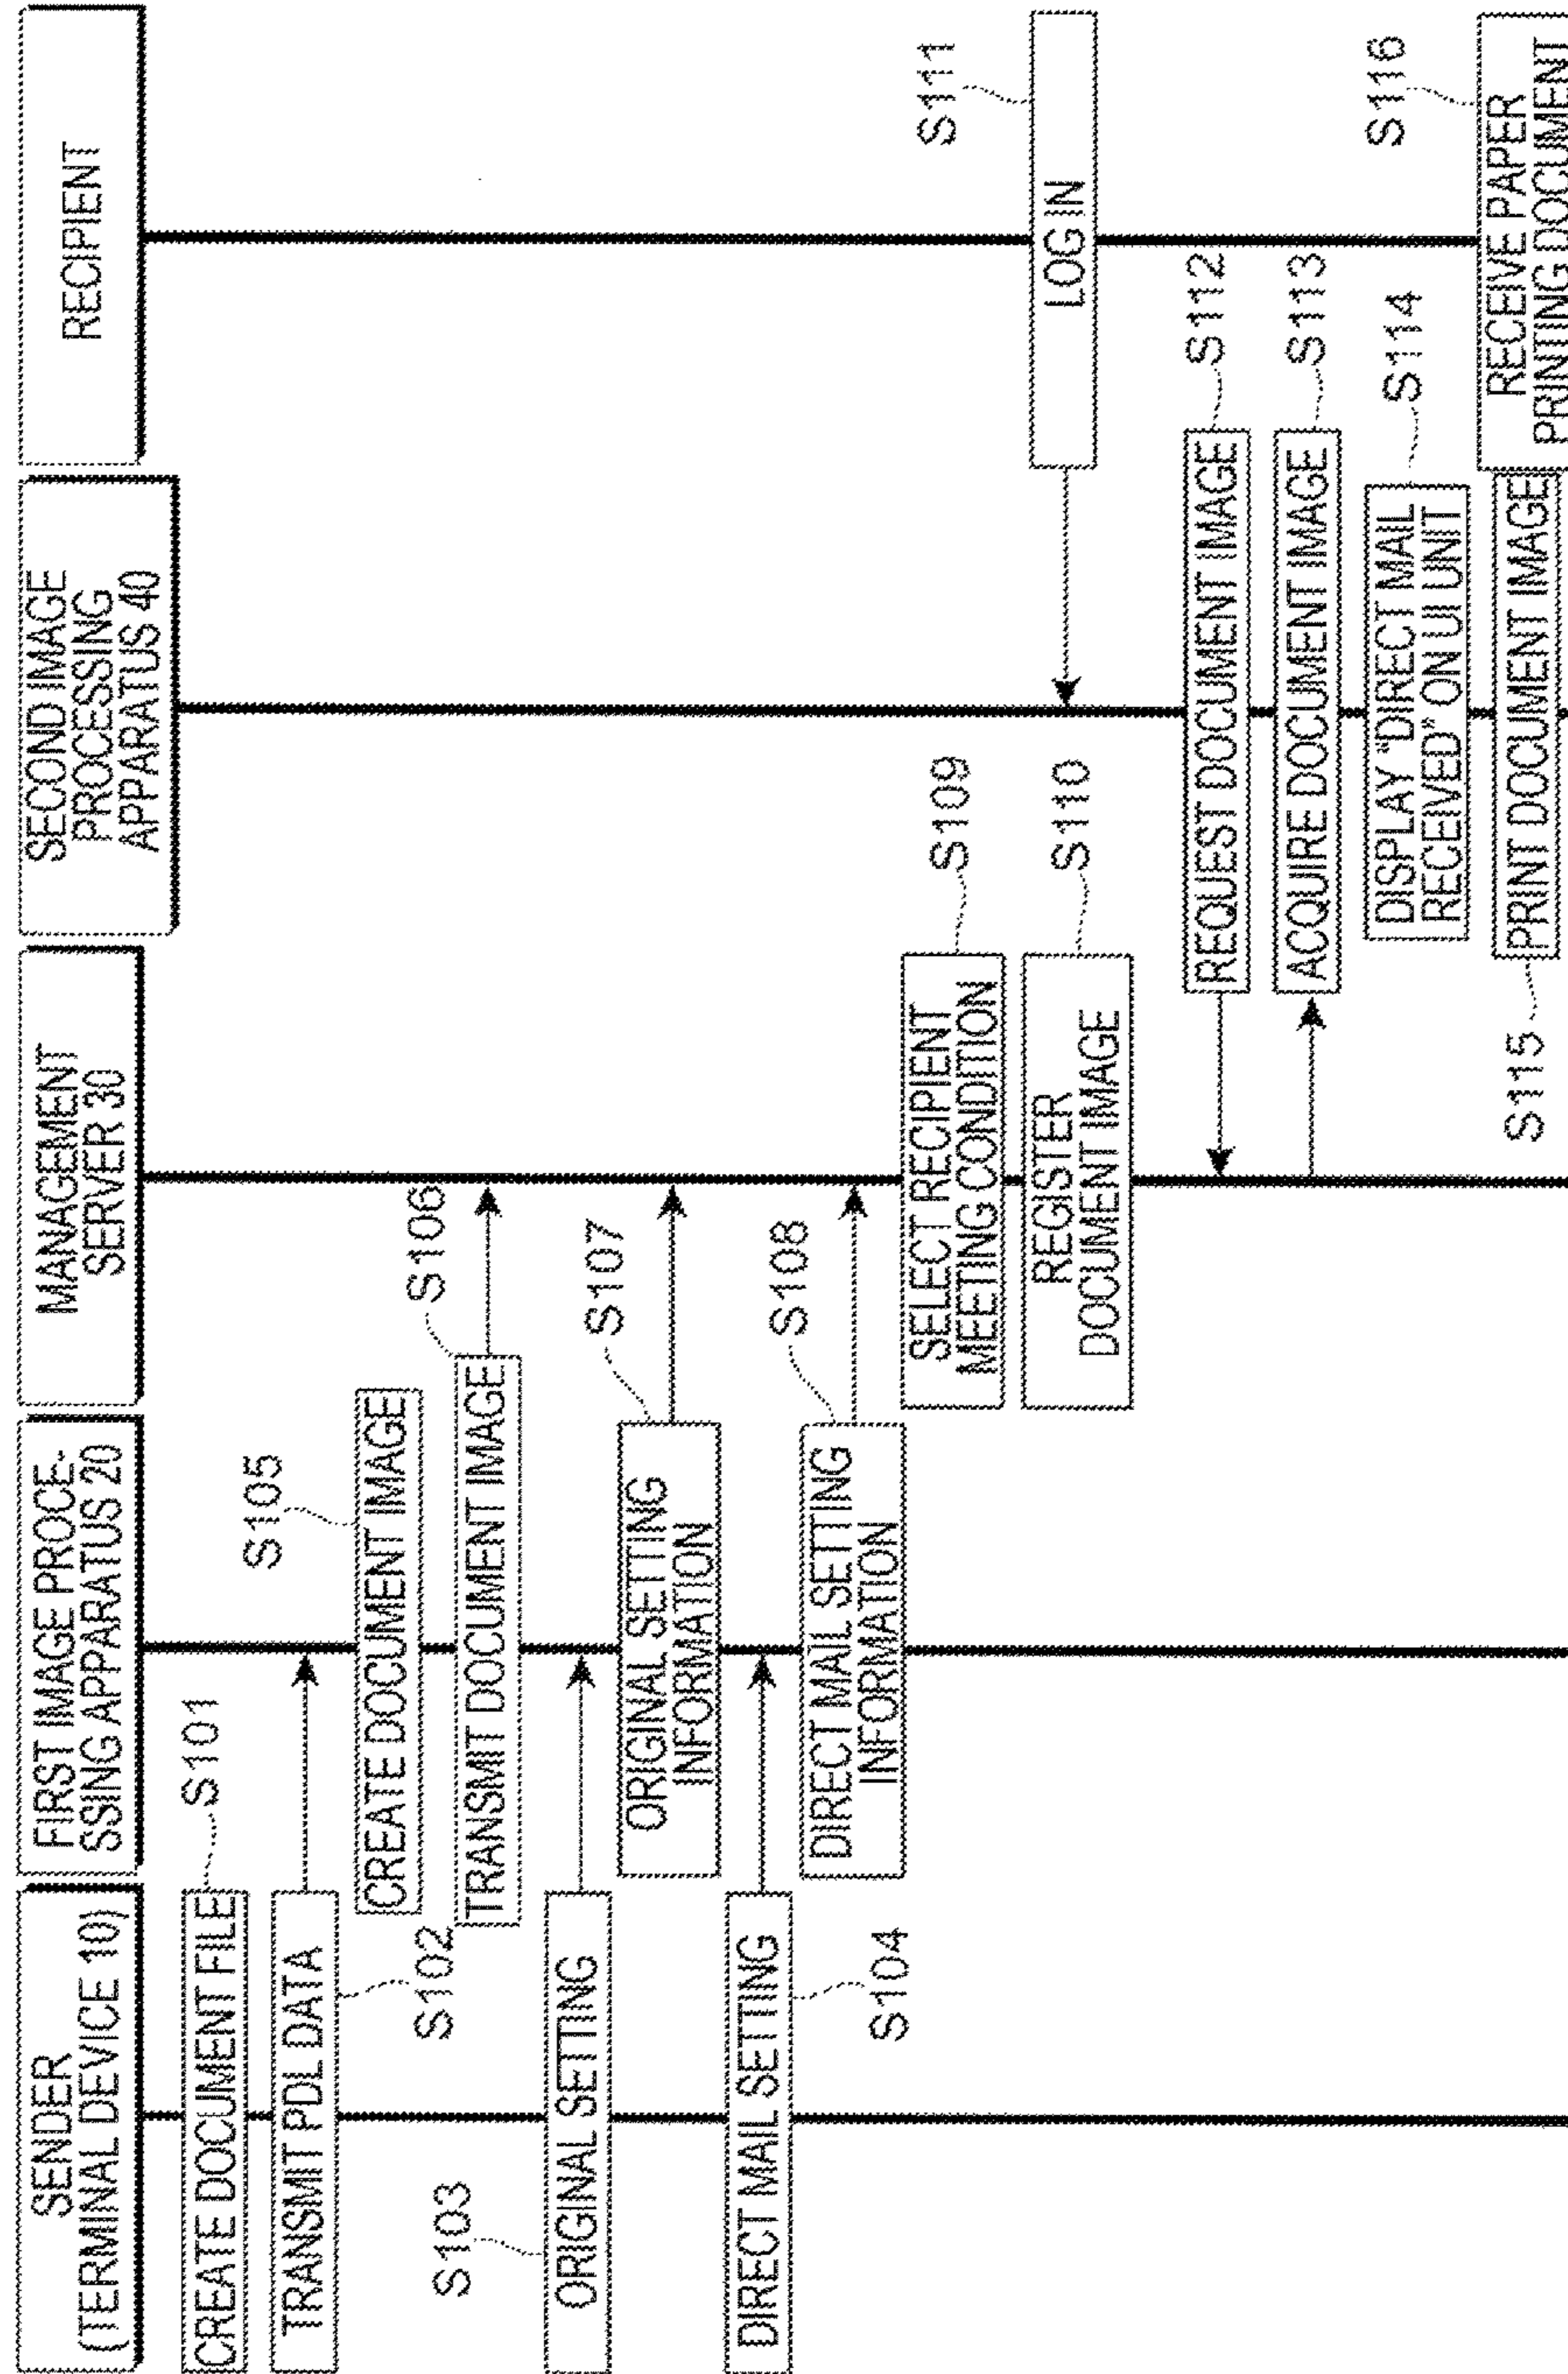 SENDER
(TERMINAL DEVICE 10)
FIRST IMAGE PROCE-
SSING APPARATUS 20
MANAGEMENT
SERVER 30
SECOND IMAGE
PROCESSING
APPARATUS 40
RECIPIENT
CREATE DOCUMENT FILE
S101
TRANSMIT PDL DATA
S102
S105
CREATE DOCUMENT IMAGE
S106
TRANSMIT DOCUMENT IMAGE
S103
ORIGINAL SETTING
S107
ORIGINAL SETTING
INFORMATION
DIRECT MAIL SETTING
S104
S108
DIRECT MAIL SETTING
INFORMATION
S109
SELECT RECIPIENT
MEETING CONDITION
S110
REGISTER
DOCUMENT IMAGE
S111
LOG IN
S112
REQUEST DOCUMENT IMAGE
S113
ACQUIRE DOCUMENT IMAGE
S114
DISPLAY "DIRECT MAIL
RECEIVED" ON UI UNIT
S115
PRINT DOCUMENT IMAGE
S116
RECEIVE PAPER
PRINTING DOCUMENT